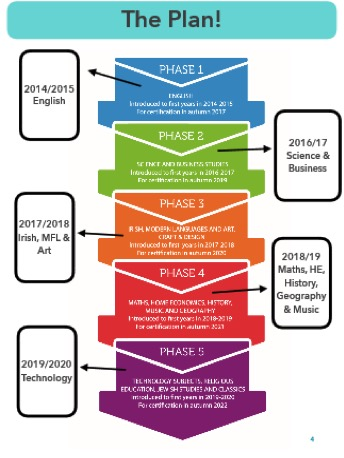 The Plan!
2014/2015
English
PHASE 1
ENGLISH
Introduced to first years in 2014-2015
For certification in autumn 2017
PHASE 2
SCIENCE AND BUSINESS STUDIES
Introduced to first years in 2016-2017
For certification in autumn 2019
2016/17
Science &
Business
2017/2018
Irish, MFL &
Art
PHASE 3
IRISH, MODERN LANGUAGES AND ART,
CRAFT & DESIGN
Introduced to first years in 2017-2018
For certification in autumn 2020
PHASE 4
MATHS, HOME ECONOMICS, HISTORY,
MUSIC AND GEOGRAPHY
Introduced to first years in 2018-2019
For certification in autumn 2021
2018/19
Maths, HE,
History,
Geography
& Music
2019/2020
Technology
PHASE 5
TECHNOLOGY SUBJECTS, RELIGIOUS
EDUCATION, JEWISH STUDIES AND CLASSICS
Introduced to first years in 2019-2020
For certification in autumn 2022
4